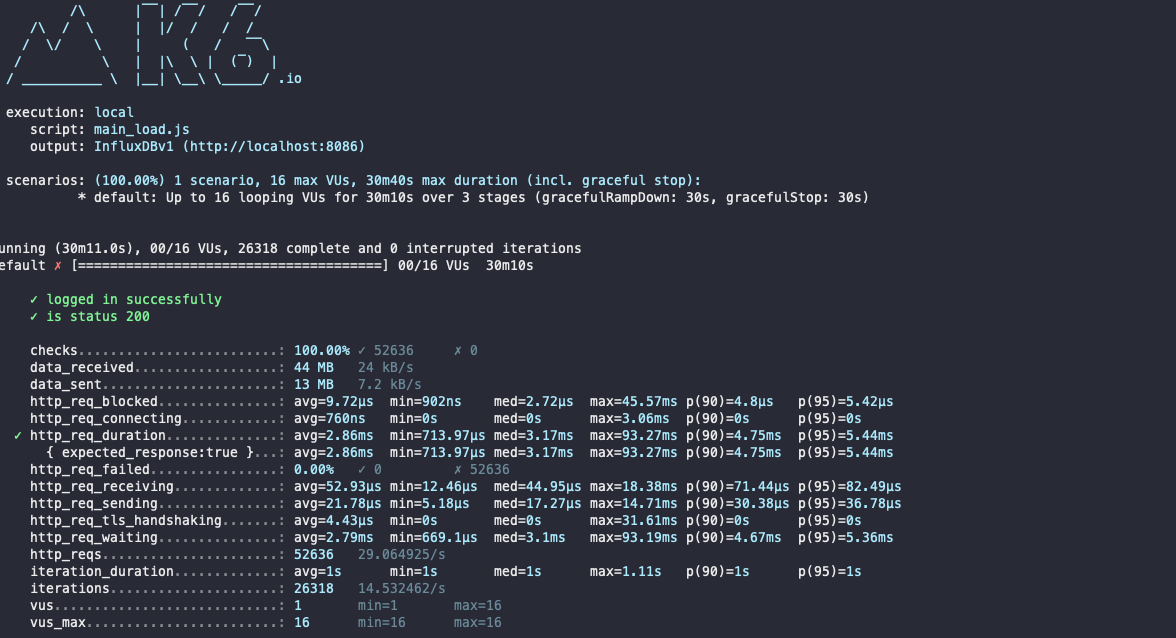 .io
execution: local
script: main_load.js
output: InfluxDBv1 (http://localhost:8086)
scenarios: (100.00%) 1 scenario, 16 max VUs, 30m40s max duration (incl. graceful stop):
* default: Up to 16 looping VUs for 30m10s over 3 stages (gracefulRampDown: 30s, gracefulStop: 30s)
unning (30m11.0s), 00/16 VUs, 26318 complete and 0 interrupted iterations
efault ✗ [======================================] 00/16 VUs  30m10s
✓ logged in successfully
✓ is status 200
checks.........................: 100.00% ✓ 52636 ✗ 0
data_received..................: 44 MB 24 kB/s
data_sent......................: 13 MB 7.2 kB/s
http_req_blocked...............: avg=9.72µs min=902ns med=2.72µs max=45.57ms p(90)=4.8µs p(95)=5.42µs
http_req_connecting............: avg=760ns min=0s med=0s max=3.06ms p(90)=0s p(95)=0s
✓ http_req_duration..............: avg=2.86ms min=713.97µs med=3.17ms max=93.27ms p(90)=4.75ms p(95)=5.44ms
{ expected_response:true }...: avg=2.86ms min=713.97µs med=3.17ms max=93.27ms p(90)=4.75ms p(95)=5.44ms
http_req_failed................: 0.00% ✓ 0 ✗ 52636
http_req_receiving.............: avg=52.93µs min=12.46µs med=44.95µs max=18.38ms p(90)=71.44µs p(95)=82.49µs
http_req_sending...............: avg=21.78µs min=5.18µs med=17.27µs max=14.71ms p(90)=30.38µs p(95)=36.78µs
http_req_tls_handshaking.......: avg=4.43µs min=0s med=0s max=31.61ms p(90)=0s p(95)=0s
http_req_waiting...............: avg=2.79ms min=669.1µs med=3.1ms max=93.19ms p(90)=4.67ms p(95)=5.36ms
http_reqs......................: 52636 29.064925/s
iteration_duration.............: avg=1s min=1s med=1s max=1.11s p(90)=1s p(95)=1s
iterations.....................: 26318 14.532462/s
vus............................: 1 min=1 max=16
vus_max........................: 16 min=16 max=16